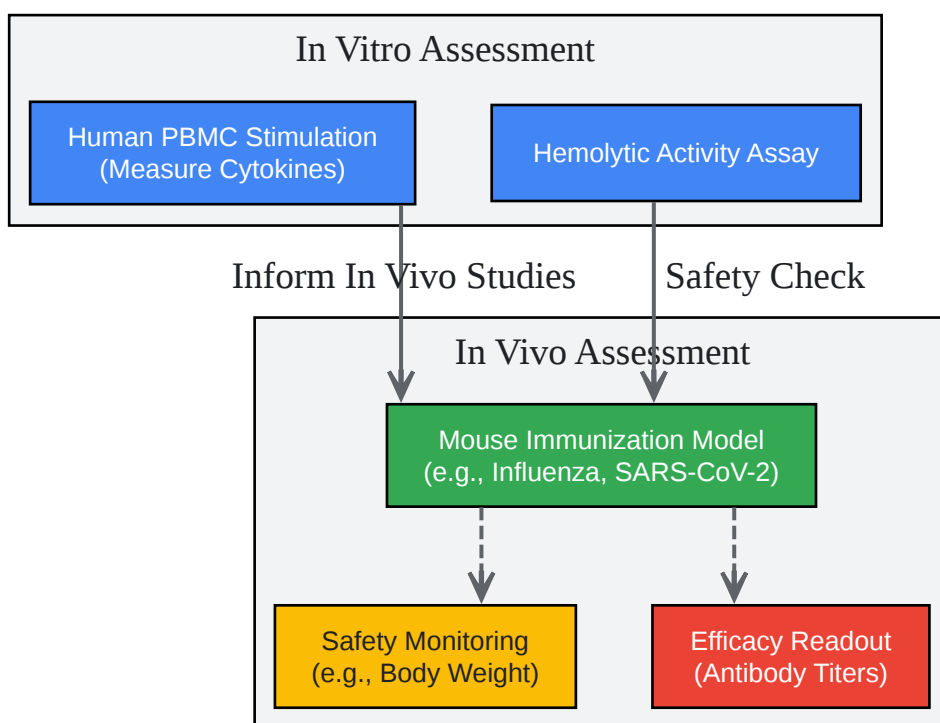 In Vitro Assessment
Human PBMC Stimulation
(Measure Cytokines)
Hemolytic Activity Assay
Inform In Vivo Studies
Safety Check
In Vivo Assessment
Mouse Immunization Model
(e.g., Influenza, SARS-CoV-2)
Safety Monitoring
(e.g., Body Weight)
Efficacy Readout
(Antibody Titers)